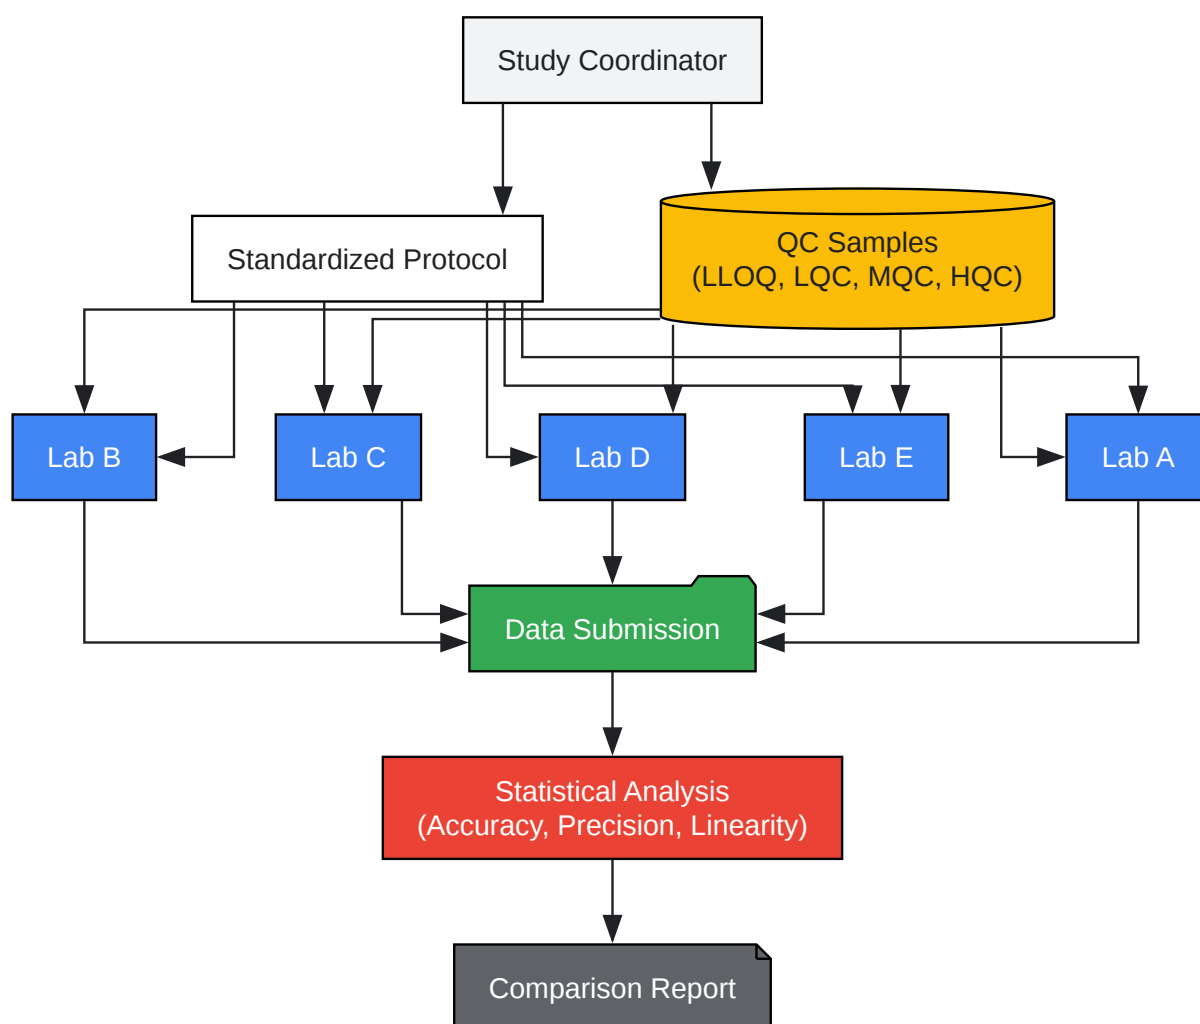 Study Coordinator
Standardized Protocol
QC Samples
(LLOQ, LQC, MQC, HQC)
Lab B
Lab C
Lab D
Lab E
Lab A
Data Submission
Statistical Analysis
(Accuracy, Precision, Linearity)
Comparison Report